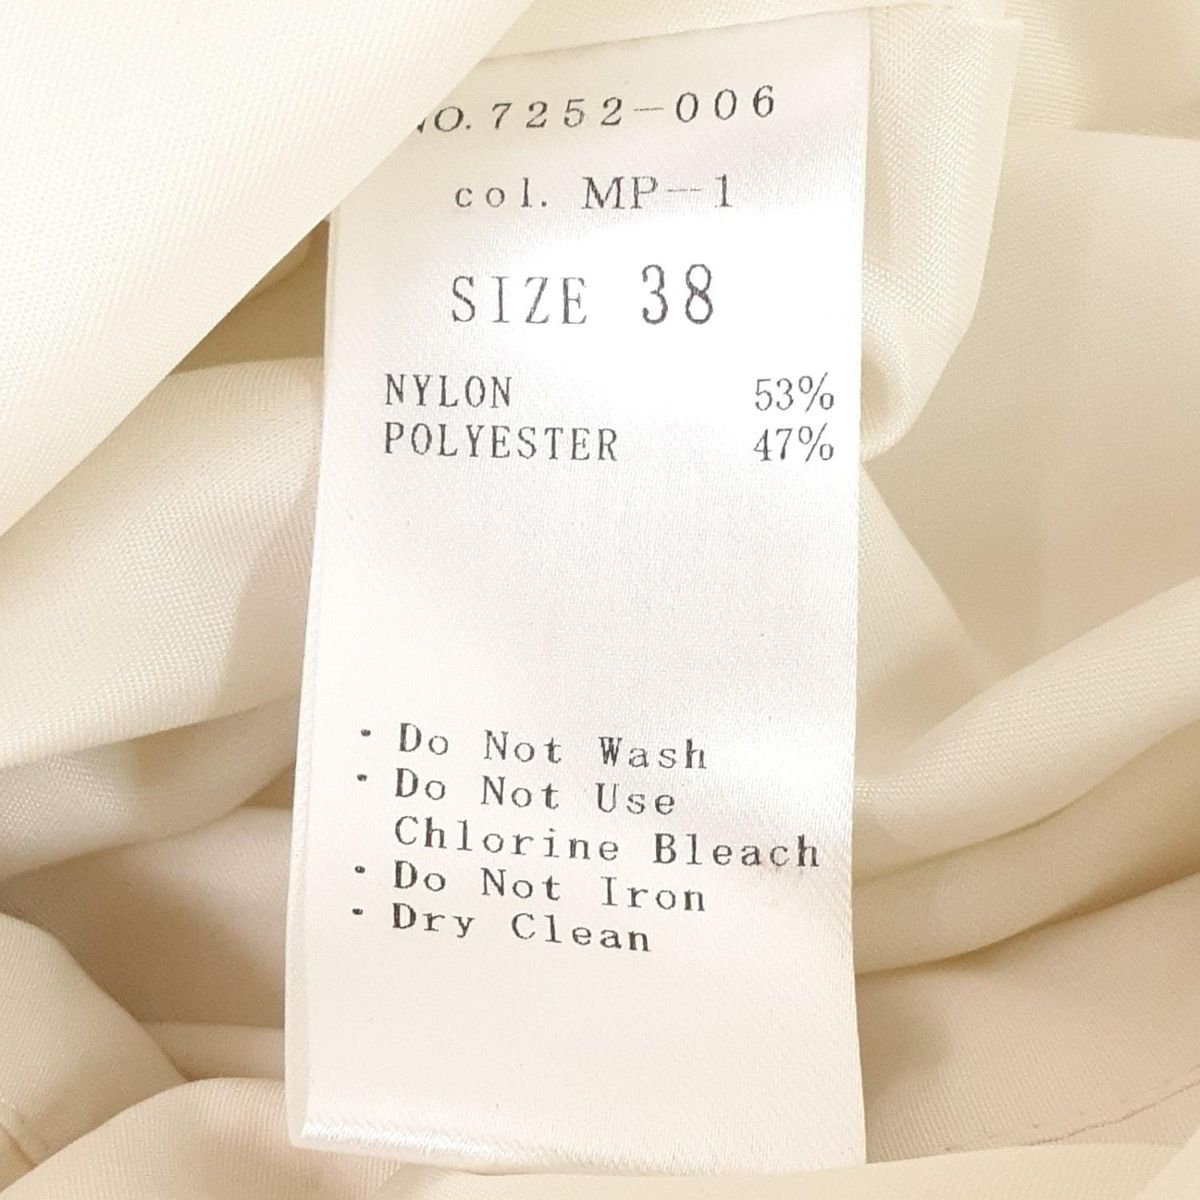 NO. 7252-006
col. MP-1
SIZE 38
NYLON 53%
POLYESTER 47%
・Do Not Wash
・Do Not Use
Chlorine Bleach
・Do Not Iron
・Dry Clean